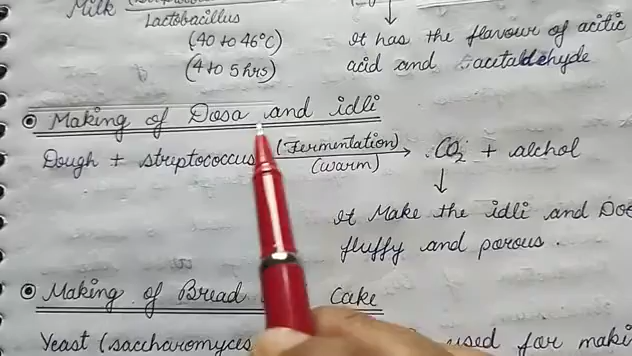 Milk
Lactobacillus
(40 to 46°C)
(4 to 5 hrs)
It has the flavour of acitic
acid and acetaldehyde
Making of Dosa and idli
Dough + streptococcus (Fermentation) (warm) → CO2 + alchol
It Make the idli and Dos
fluffy and porous.
Making of Bread Cake
Yeast (saccharomyces used for maki